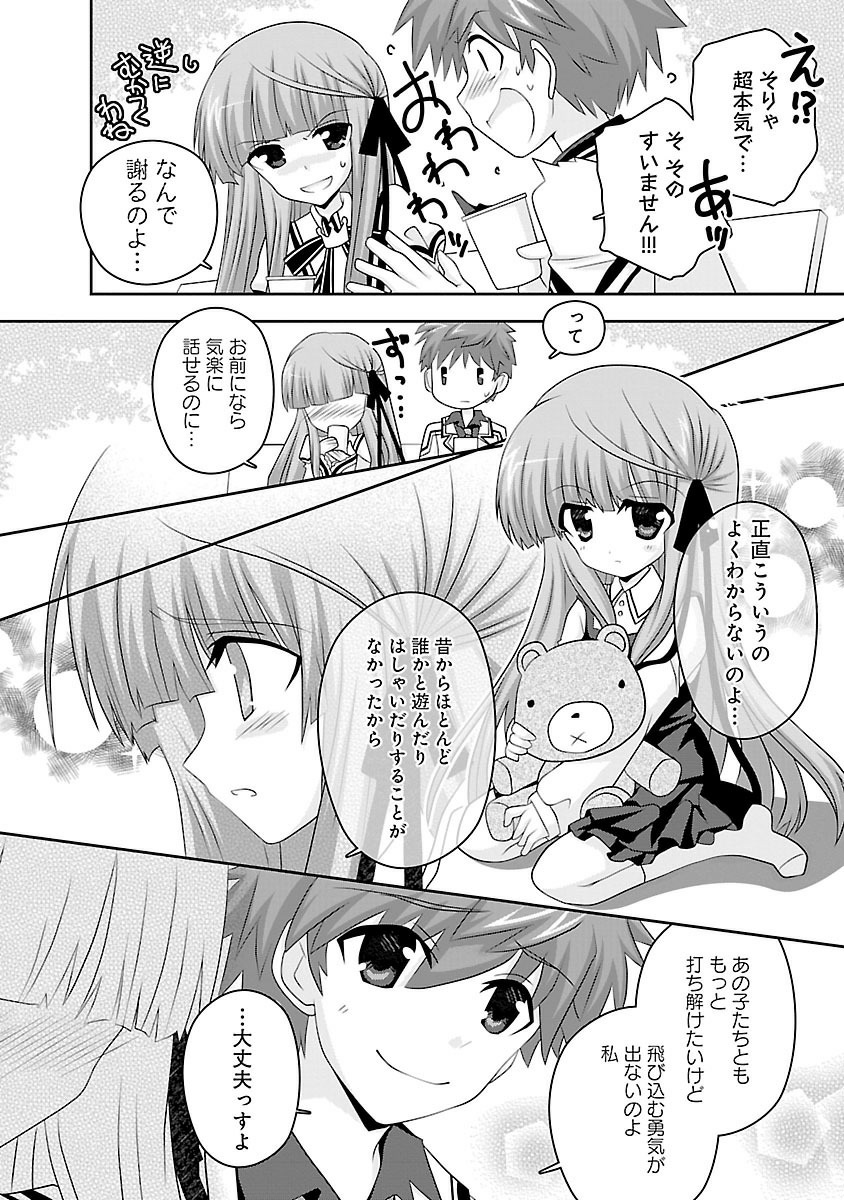 え!?
そりゃ
超本気で…
そ その
すいません!!!
あっ
おわわわわっ
なんで
謝るのよ…
逆に
むかつく
わね
って
ずっ…
お前になら
気楽に
話せるのに…
正直こういうの
よくわからないのよ…
昔からほとんど
誰かと遊んだり
はしゃいだりすることが
なかったから
あの子たちとも
もっと
打ち解けたいけど
飛び込む勇気が
出ないのよ
私
…大丈夫っすよ